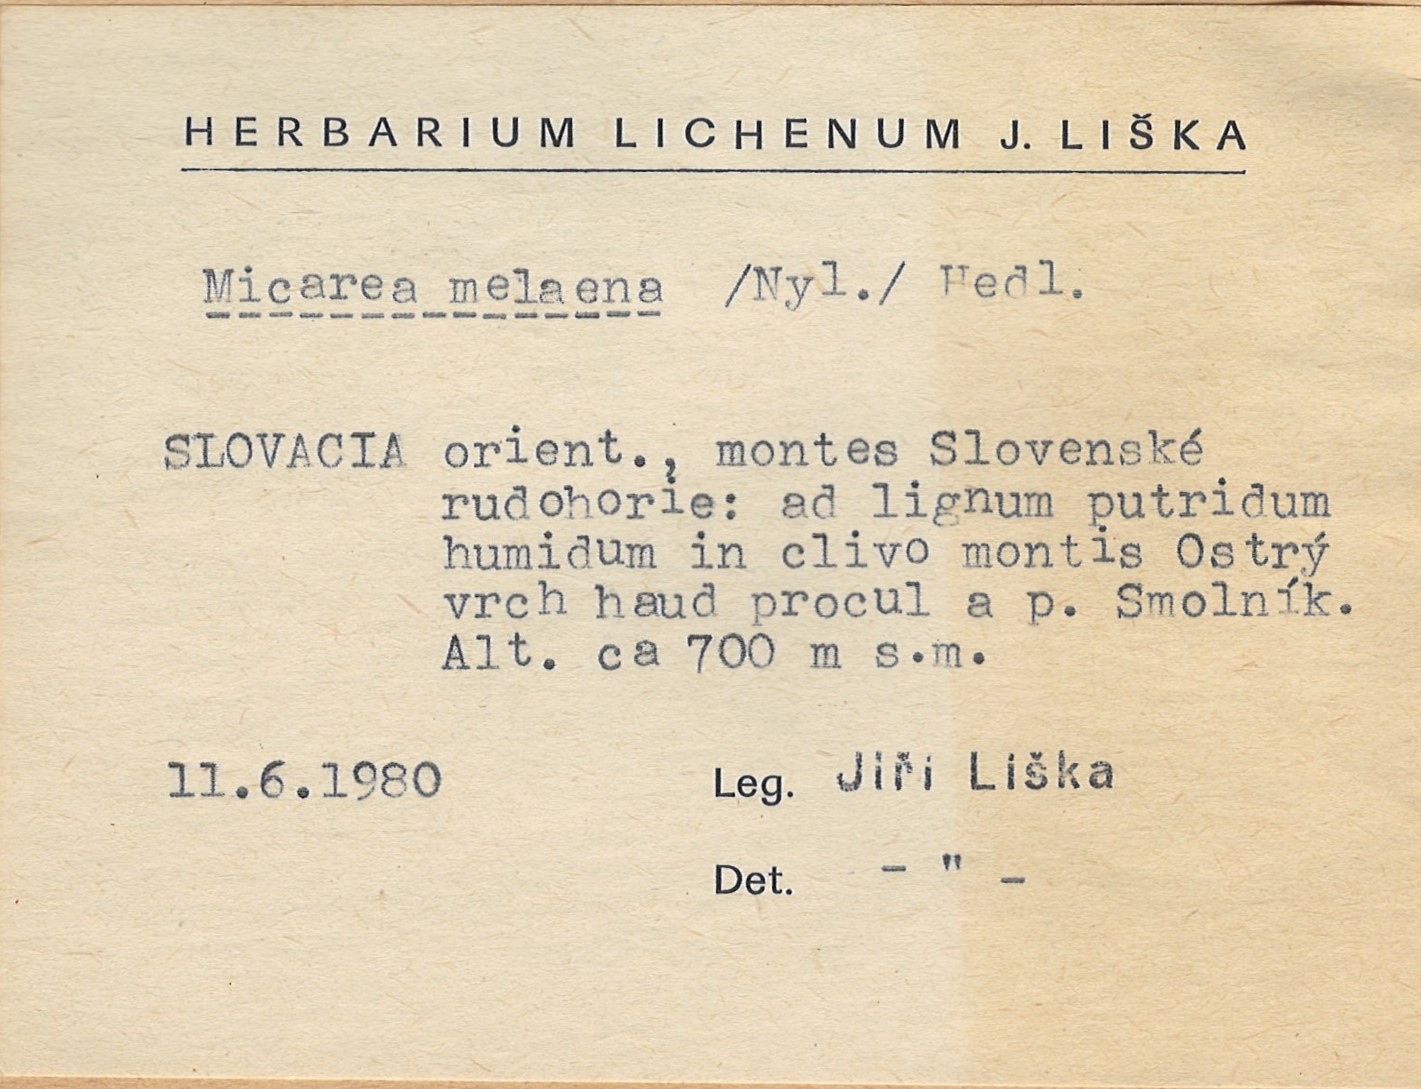 HERBARIUM LICHENUM J. LIŠKA
Micarea melaena /Nyl./ Hedl.
SLOVACIA orient., montes Slovenské
rudohorie: ad lignum putridum
humidum in clivo montis Ostrý
vrch haud procul a p. Smolník.
Alt. ca 700 m s.m.
11.6.1980 Leg. Jiří Liška
Det. - " -